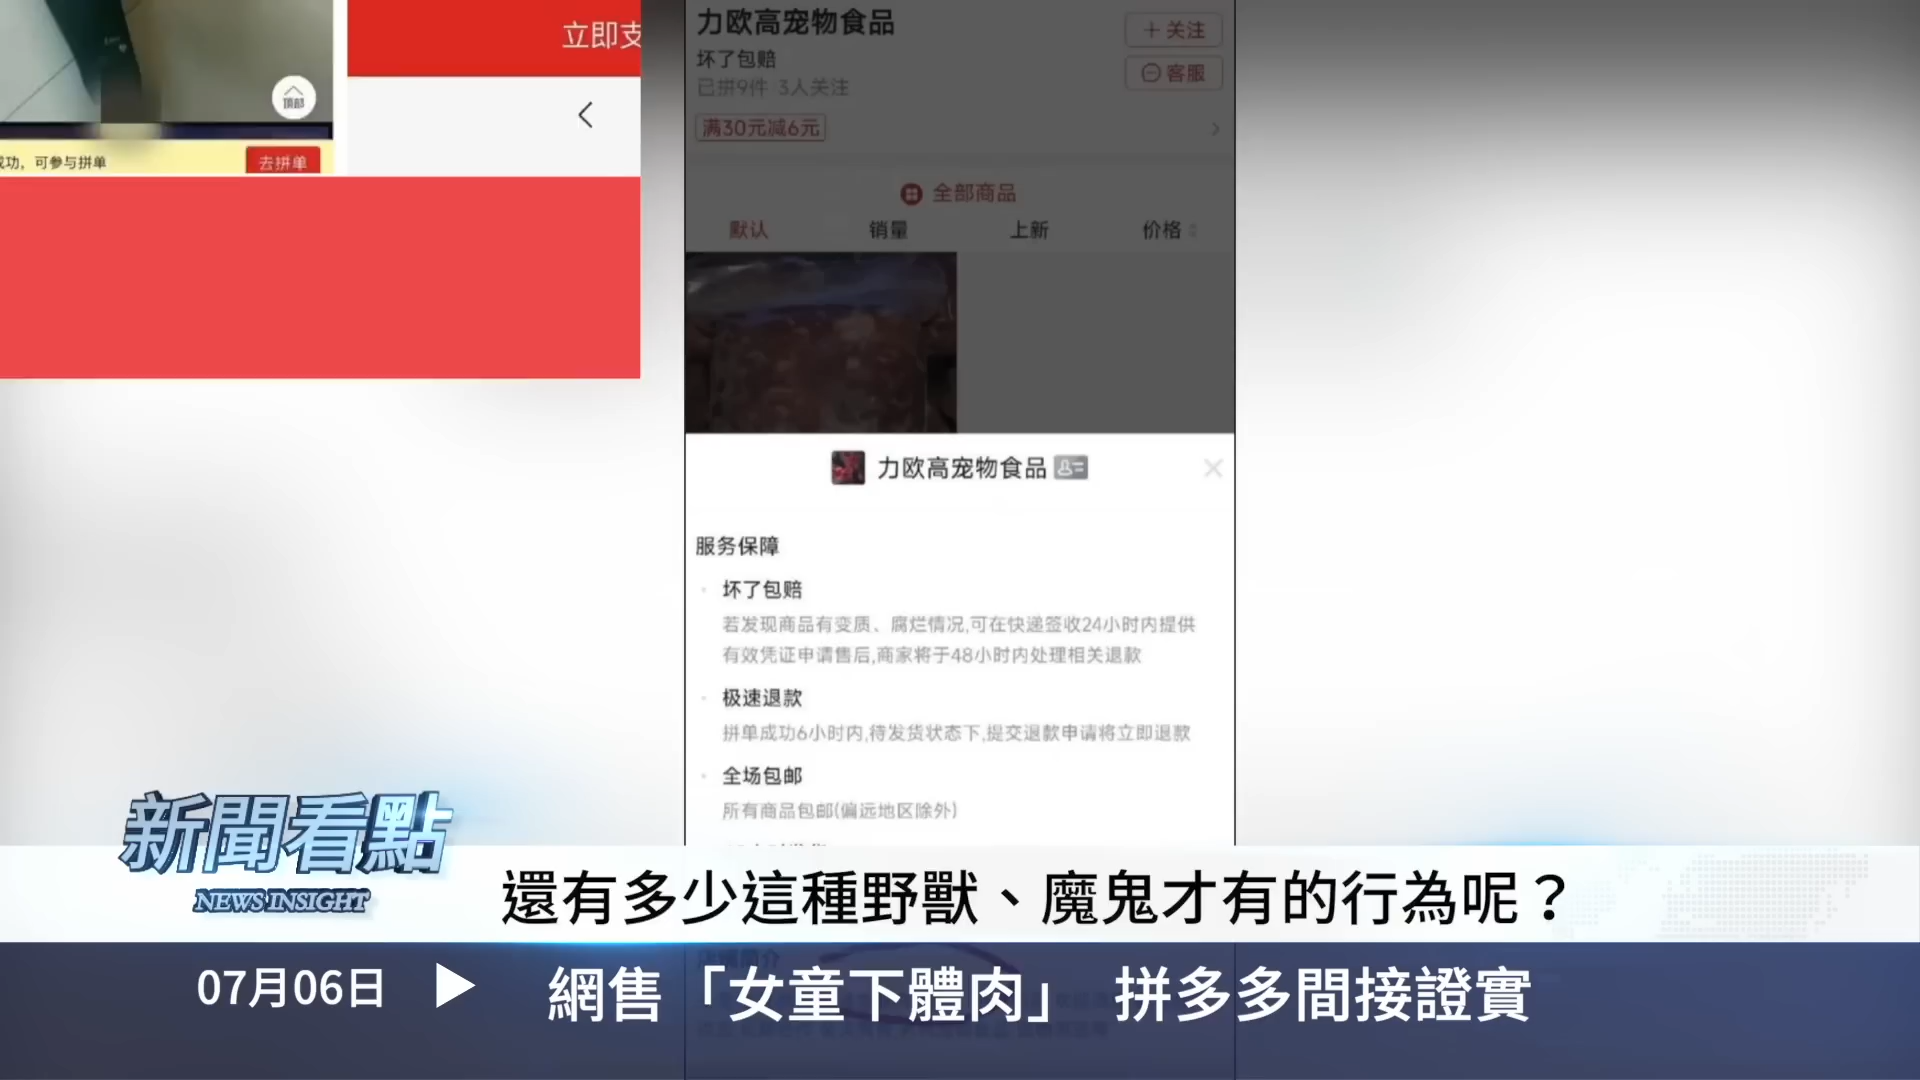 立即支
頂部
成功，可参与拼单
去拼单
力欧高宠物食品
＋关注
坏了包赔
客服
已拼9件 3人关注
满30元减6元
全部商品
默认 销量 上新 价格
力欧高宠物食品
服务保障
坏了包赔
若发现商品有变质、腐烂情况,可在快递签收24小时内提供
有效凭证申请售后,商家将于48小时内处理相关退款
极速退款
拼单成功6小时内,待发货状态下,提交退款申请将立即退款
全场包邮
所有商品包邮(偏远地区除外)
新聞看點
NEWS INSIGHT
還有多少這種野獸、魔鬼才有的行為呢？
07月06日
網售「女童下體肉」 拼多多間接證實